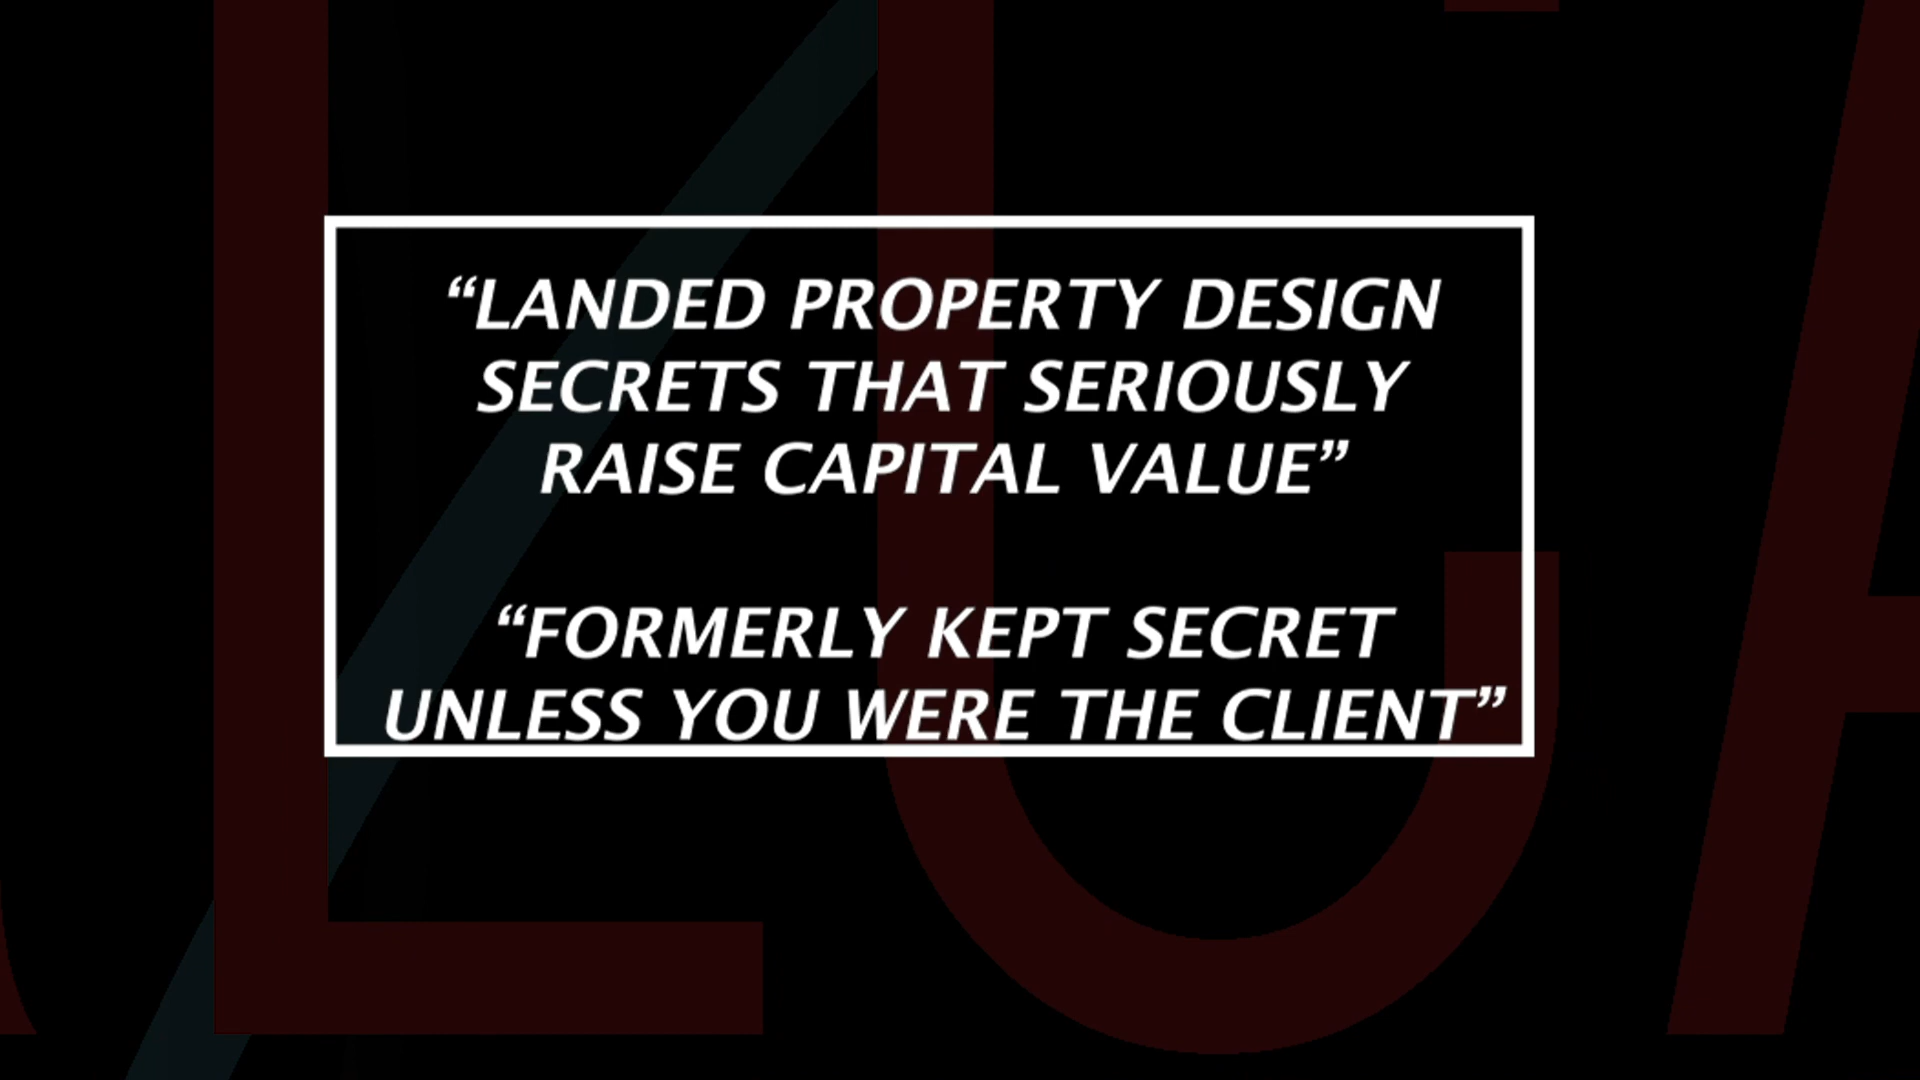 “LANDED PROPERTY DESIGN
SECRETS THAT SERIOUSLY
RAISE CAPITAL VALUE”
“FORMERLY KEPT SECRET
UNLESS YOU WERE THE CLIENT”